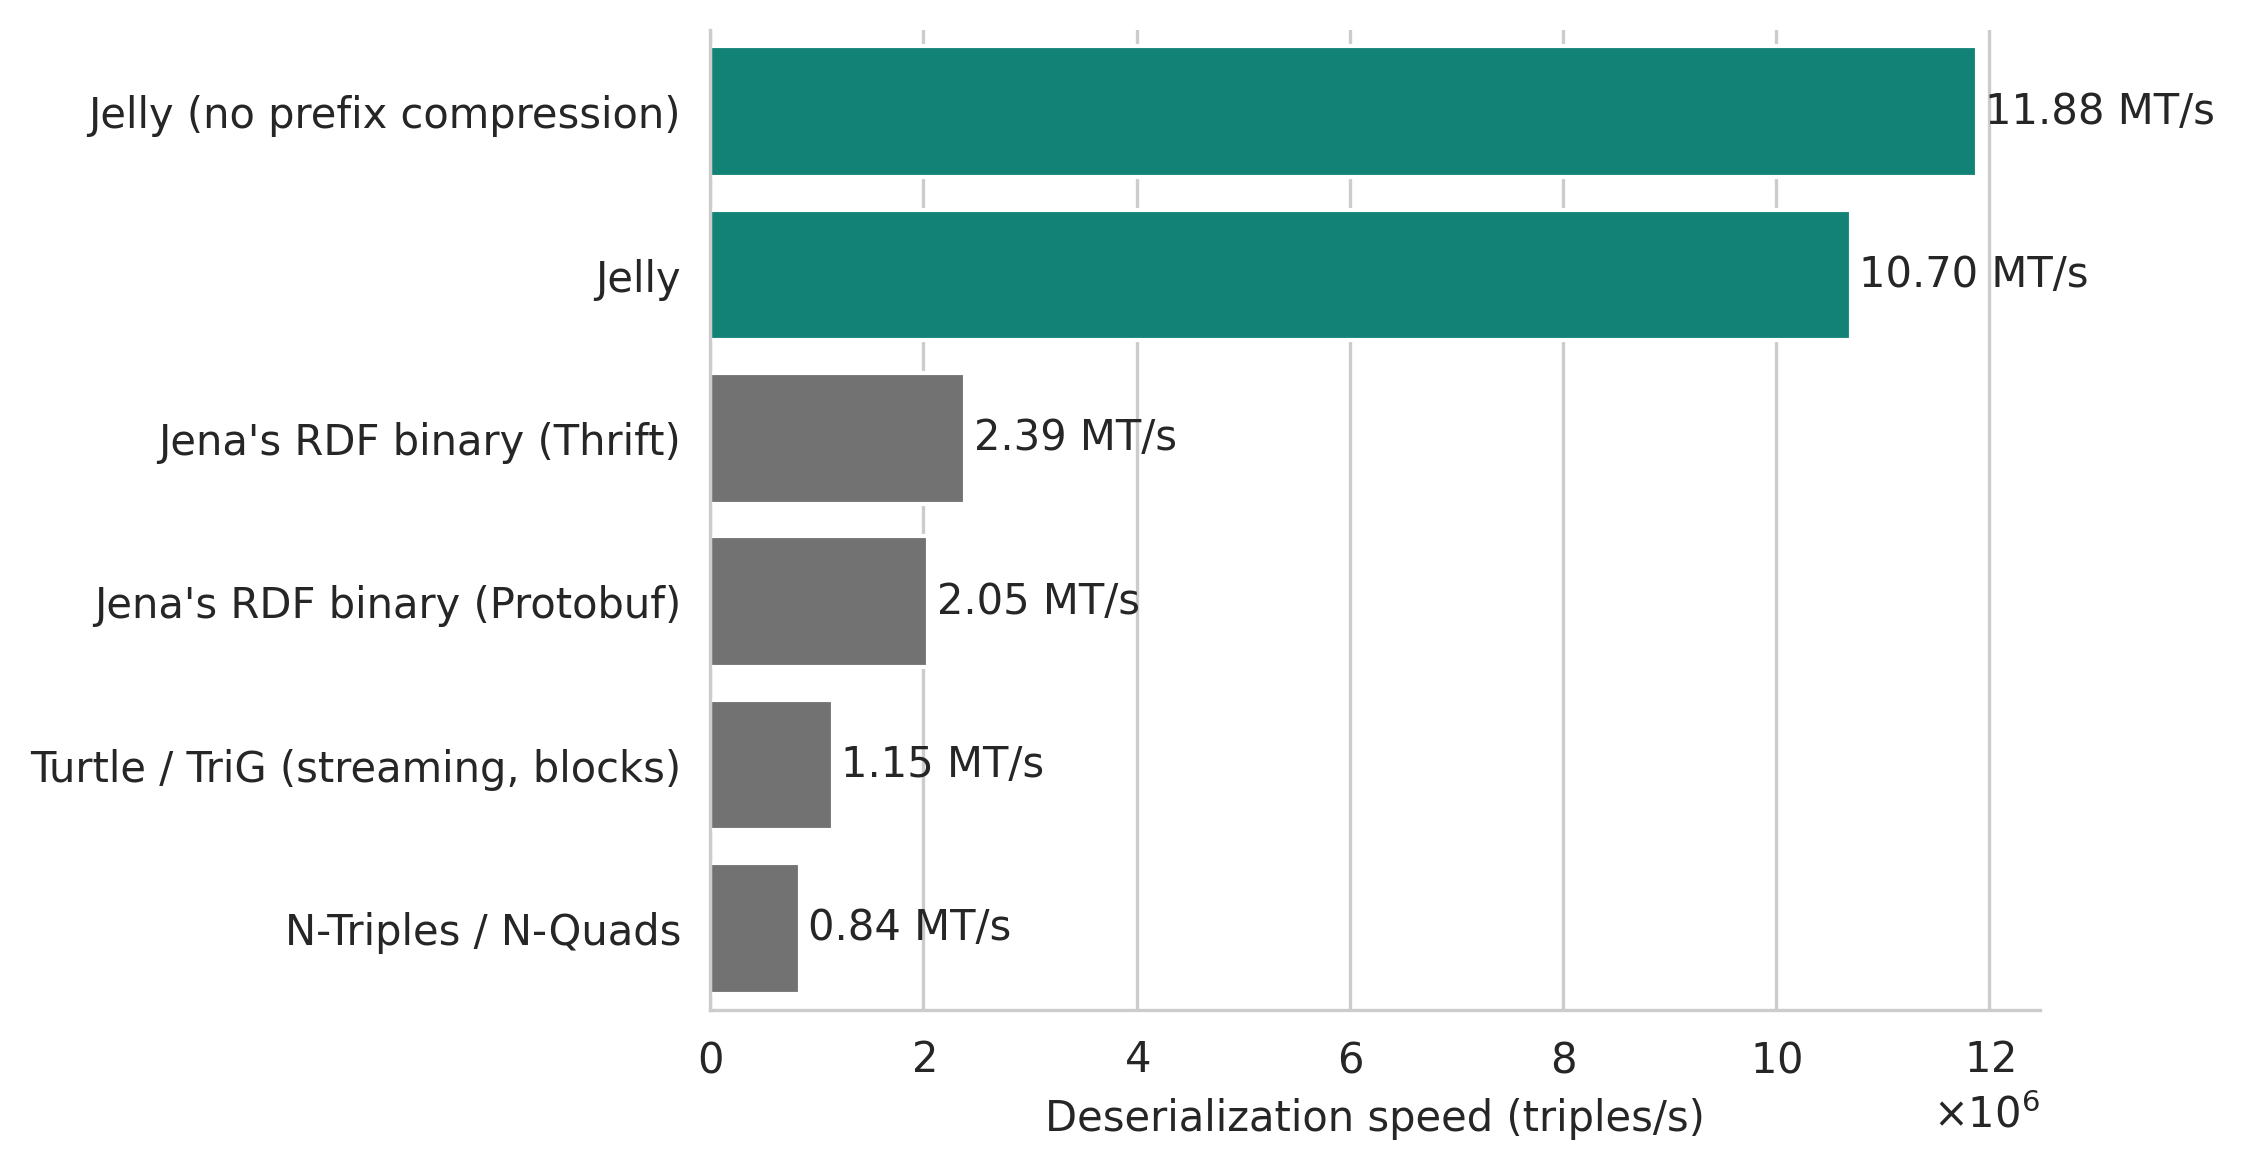 Jelly (no prefix compression)
11.88 MT/s
Jelly
10.70 MT/s
Jena's RDF binary (Thrift)
2.39 MT/s
Jena's RDF binary (Protobuf)
2.05 MT/s
Turtle / TriG (streaming, blocks)
1.15 MT/s
N-Triples / N-Quads
0.84 MT/s
0 2 4 6 8 10 12
×10⁶
Deserialization speed (triples/s)